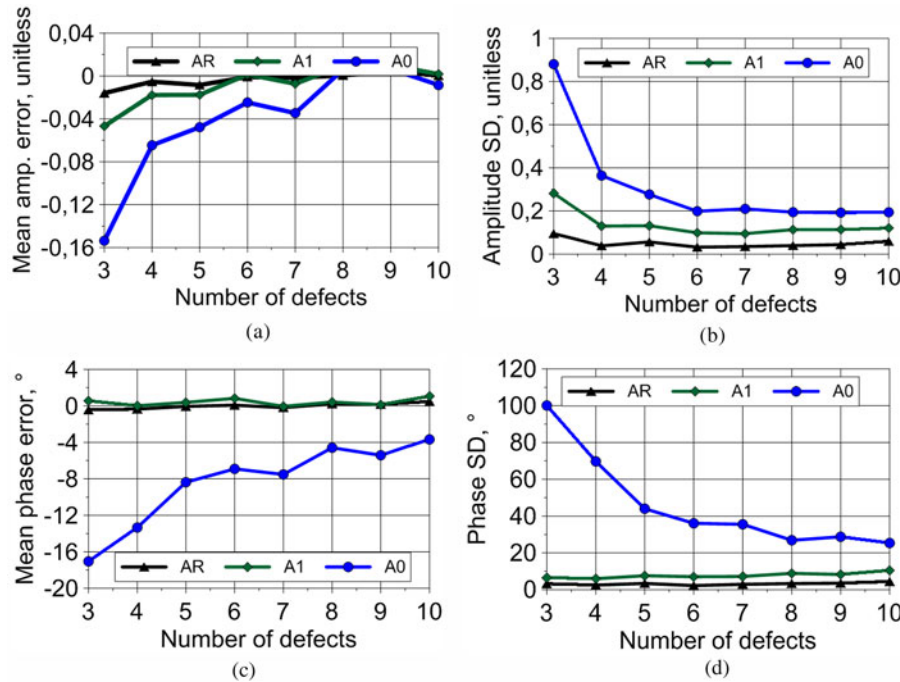 0,04
0
-0,04
-0,08
-0,12
-0,16
Mean amp. error, unitless
AR A1 A0
3 4 5 6 7 8 9 10
Number of defects
(a)
1
0,8
0,6
0,4
0,2
0
Amplitude SD, unitless
AR A1 A0
3 4 5 6 7 8 9 10
Number of defects
(b)
4
0
-4
-8
-12
-16
-20
Mean phase error, °
AR A1 A0
3 4 5 6 7 8 9 10
Number of defects
(c)
120
100
80
60
40
20
0
Phase SD, °
AR A1 A0
3 4 5 6 7 8 9 10
Number of defects
(d)